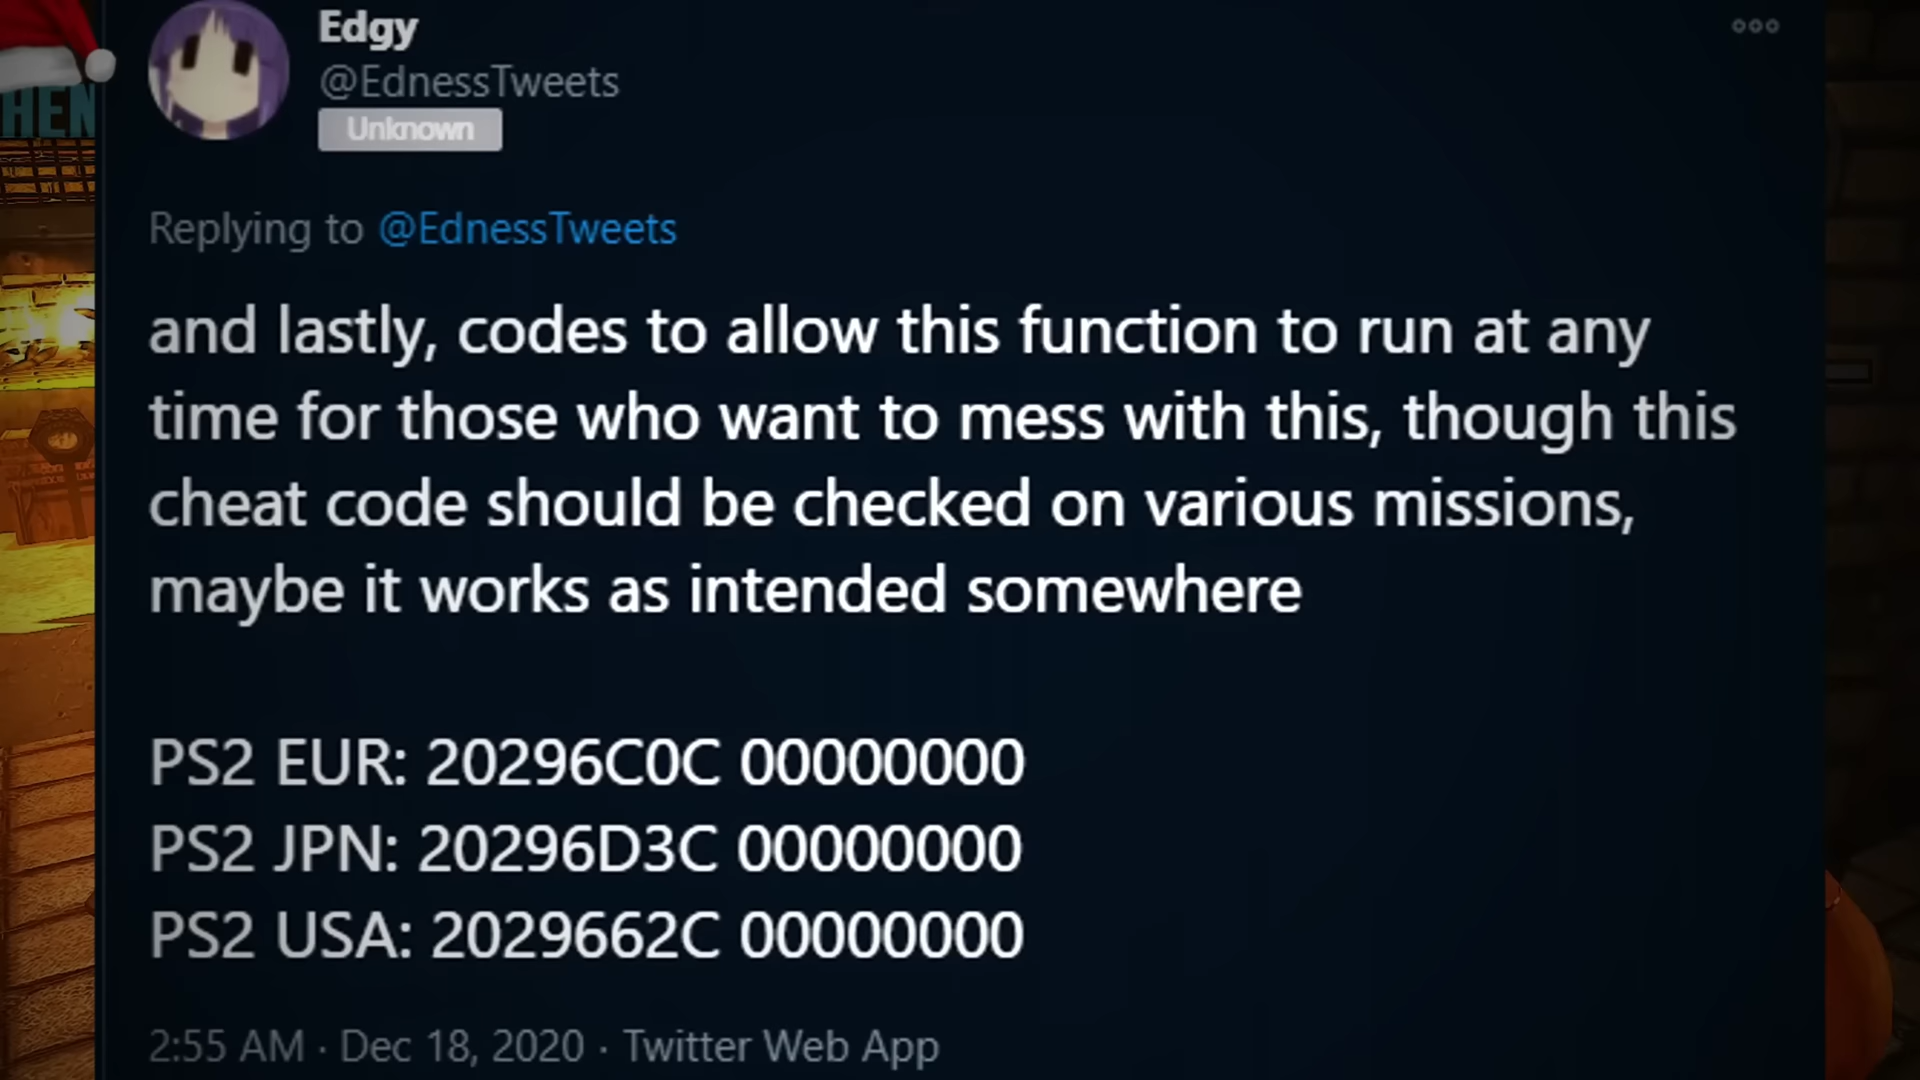 Edgy
@EdnessTweets
Unknown
HEN
Replying to @EdnessTweets
and lastly, codes to allow this function to run at any
time for those who want to mess with this, though this
cheat code should be checked on various missions,
maybe it works as intended somewhere
PS2 EUR: 20296C0C 00000000
PS2 JPN: 20296D3C 00000000
PS2 USA: 2029662C 00000000
2:55 AM · Dec 18, 2020 · Twitter Web App